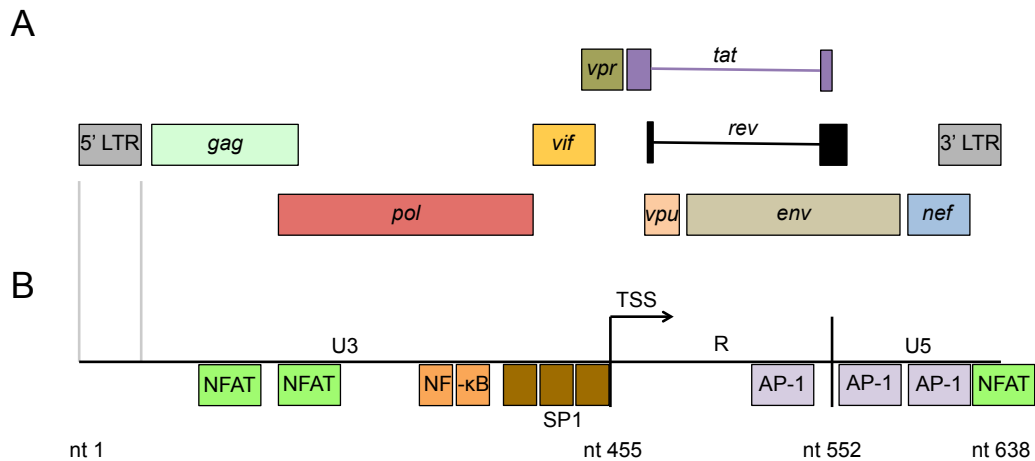 A
vpr tat
5' LTR gag vif rev 3' LTR
pol vpu env nef
B
TSS
U3 R U5
NFAT NFAT NF -κB AP-1 AP-1 AP-1 NFAT
SP1
nt 1 nt 455 nt 552 nt 638